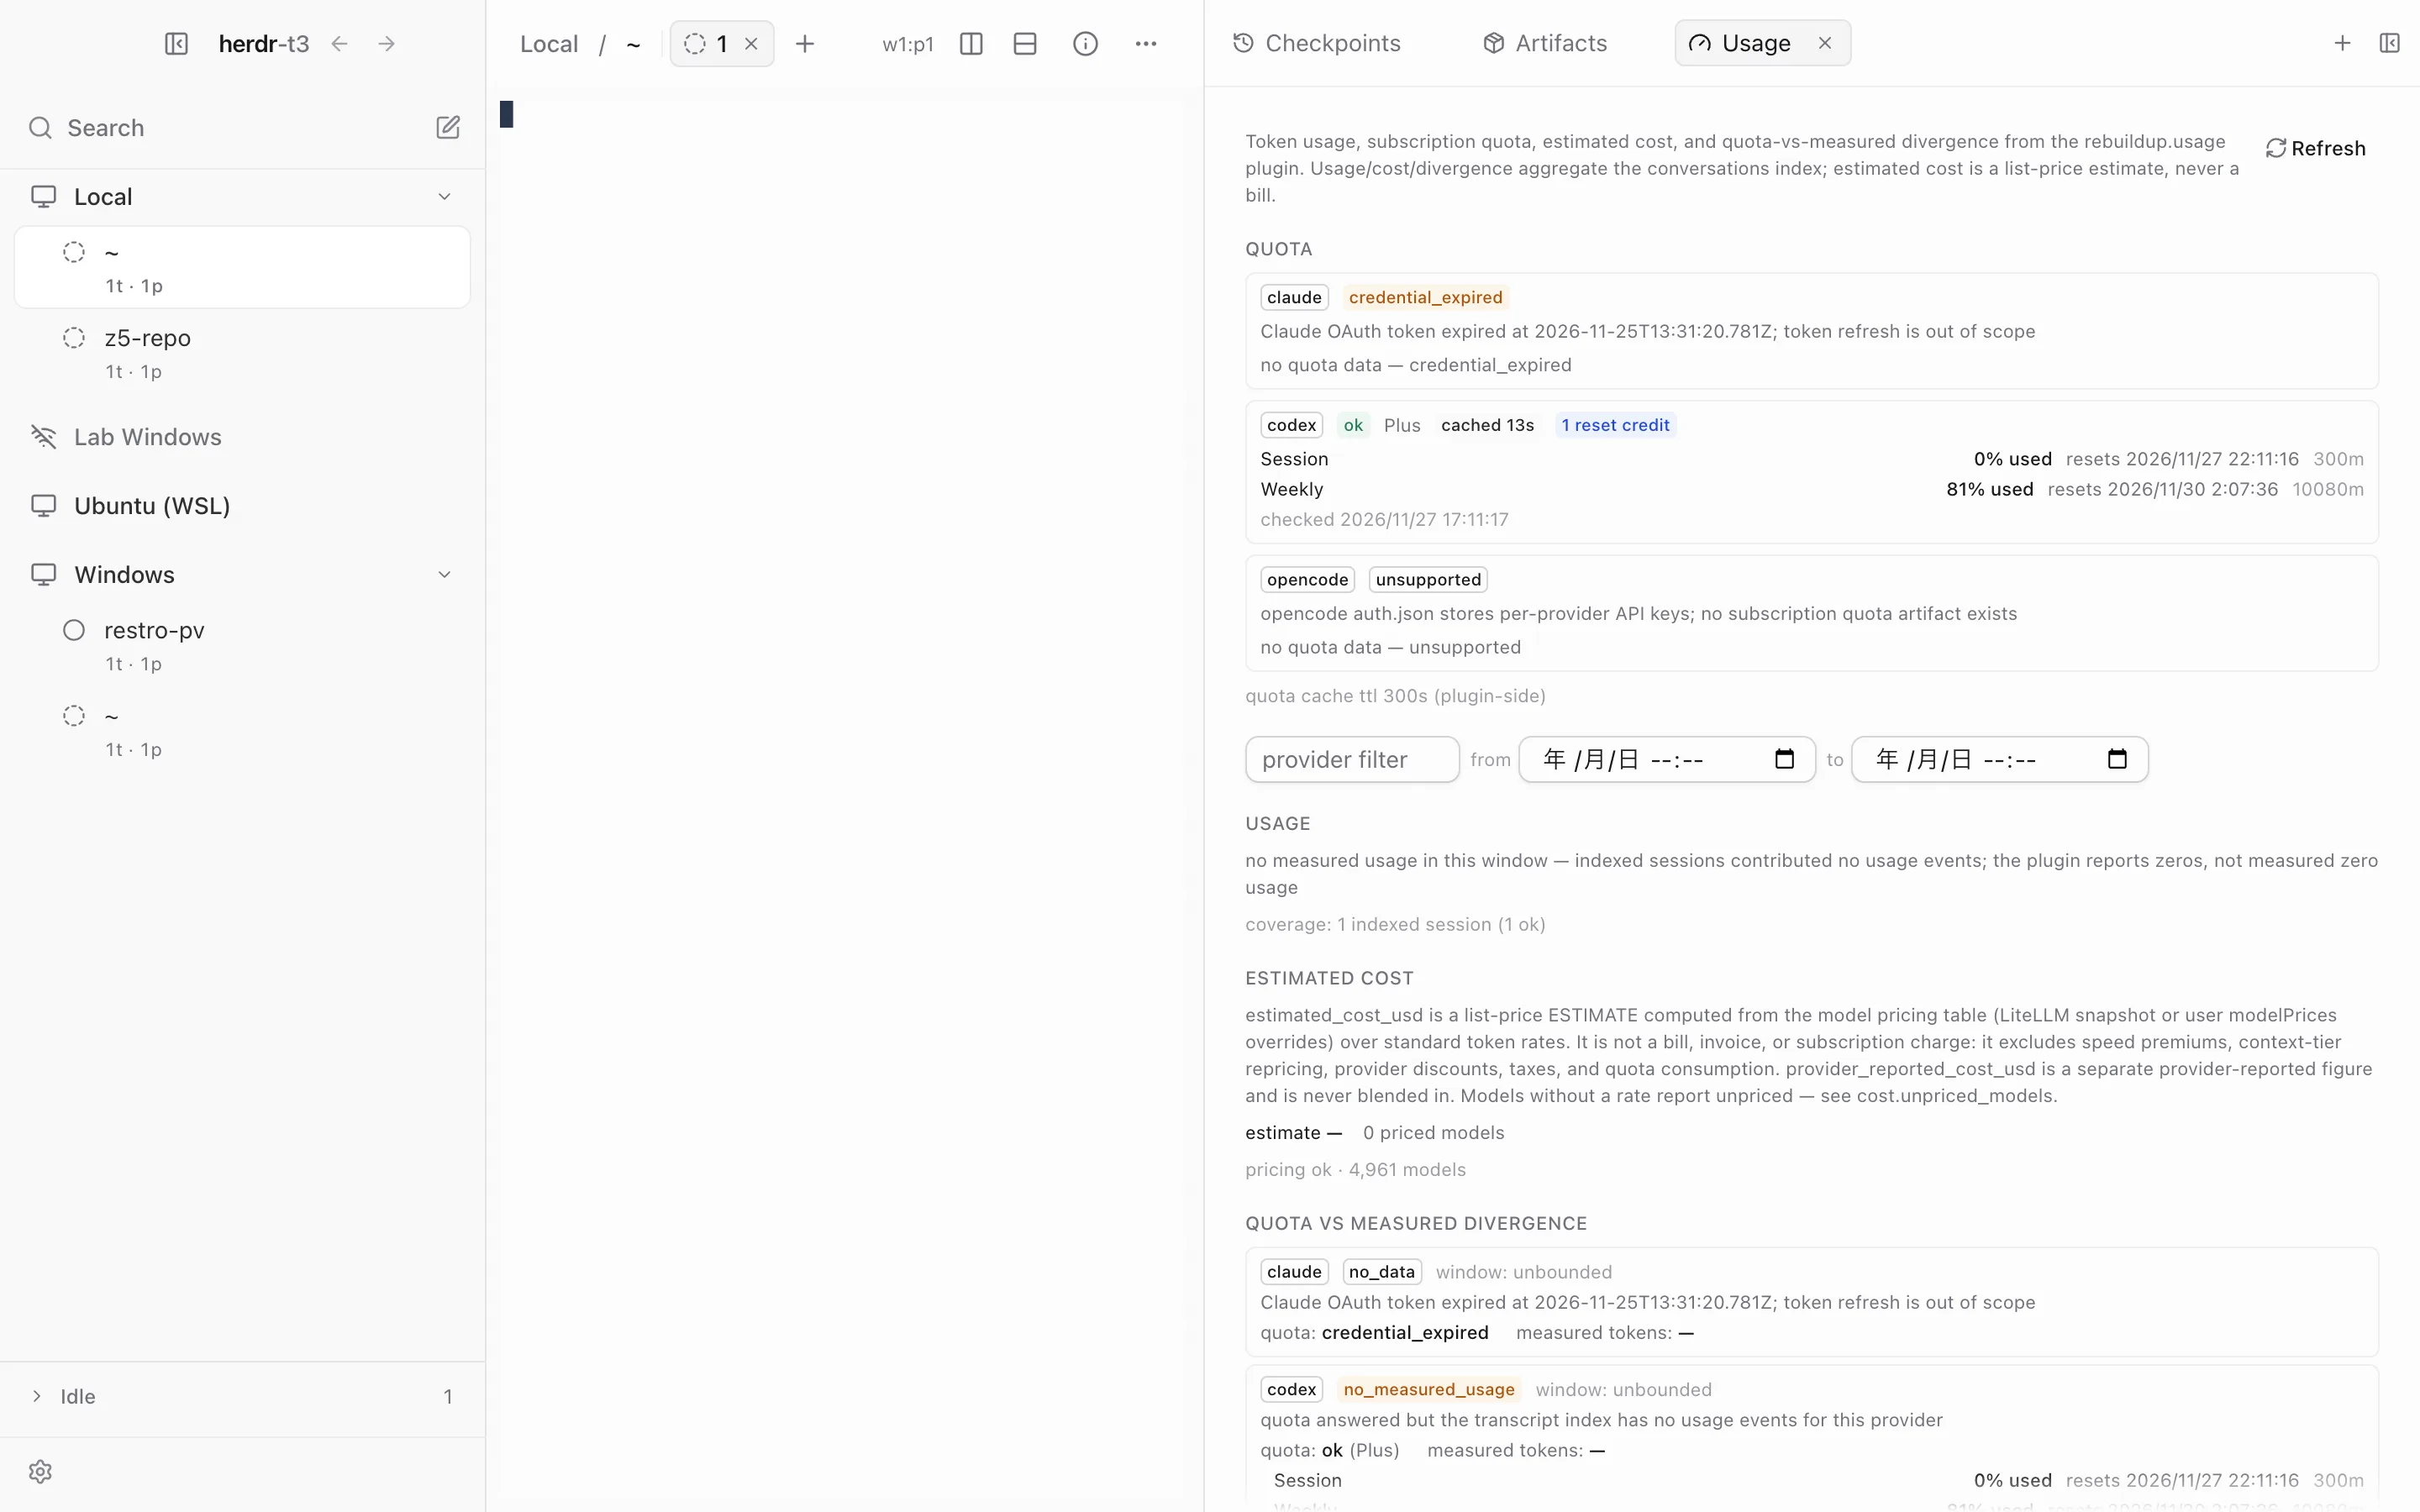 herdr-t3
Search
Local
~
1t · 1p
z5-repo
1t · 1p
Lab Windows
Ubuntu (WSL)
Windows
restro-pv
1t · 1p
~
1t · 1p
Idle 1
Local / ~ 1 w1:p1
Checkpoints Artifacts Usage
Token usage, subscription quota, estimated cost, and quota-vs-measured divergence from the rebuildup.usage
plugin. Usage/cost/divergence aggregate the conversations index; estimated cost is a list-price estimate, never a
bill.
Refresh
QUOTA
claude credential_expired
Claude OAuth token expired at 2026-11-25T13:31:20.781Z; token refresh is out of scope
no quota data — credential_expired
codex ok Plus cached 13s 1 reset credit
Session 0% used resets 2026/11/27 22:11:16 300m
Weekly 81% used resets 2026/11/30 2:07:36 10080m
checked 2026/11/27 17:11:17
opencode unsupported
opencode auth.json stores per-provider API keys; no subscription quota artifact exists
no quota data — unsupported
quota cache ttl 300s (plugin-side)
provider filter from 年 /月/日 --:-- to 年 /月/日 --:--
USAGE
no measured usage in this window — indexed sessions contributed no usage events; the plugin reports zeros, not measured zero
usage
coverage: 1 indexed session (1 ok)
ESTIMATED COST
estimated_cost_usd is a list-price ESTIMATE computed from the model pricing table (LiteLLM snapshot or user modelPrices
overrides) over standard token rates. It is not a bill, invoice, or subscription charge: it excludes speed premiums, context-tier
repricing, provider discounts, taxes, and quota consumption. provider_reported_cost_usd is a separate provider-reported figure
and is never blended in. Models without a rate report unpriced — see cost.unpriced_models.
estimate — 0 priced models
pricing ok · 4,961 models
QUOTA VS MEASURED DIVERGENCE
claude no_data window: unbounded
Claude OAuth token expired at 2026-11-25T13:31:20.781Z; token refresh is out of scope
quota: credential_expired measured tokens: —
codex no_measured_usage window: unbounded
quota answered but the transcript index has no usage events for this provider
quota: ok (Plus) measured tokens: —
Session 0% used resets 2026/11/27 22:11:16 300m